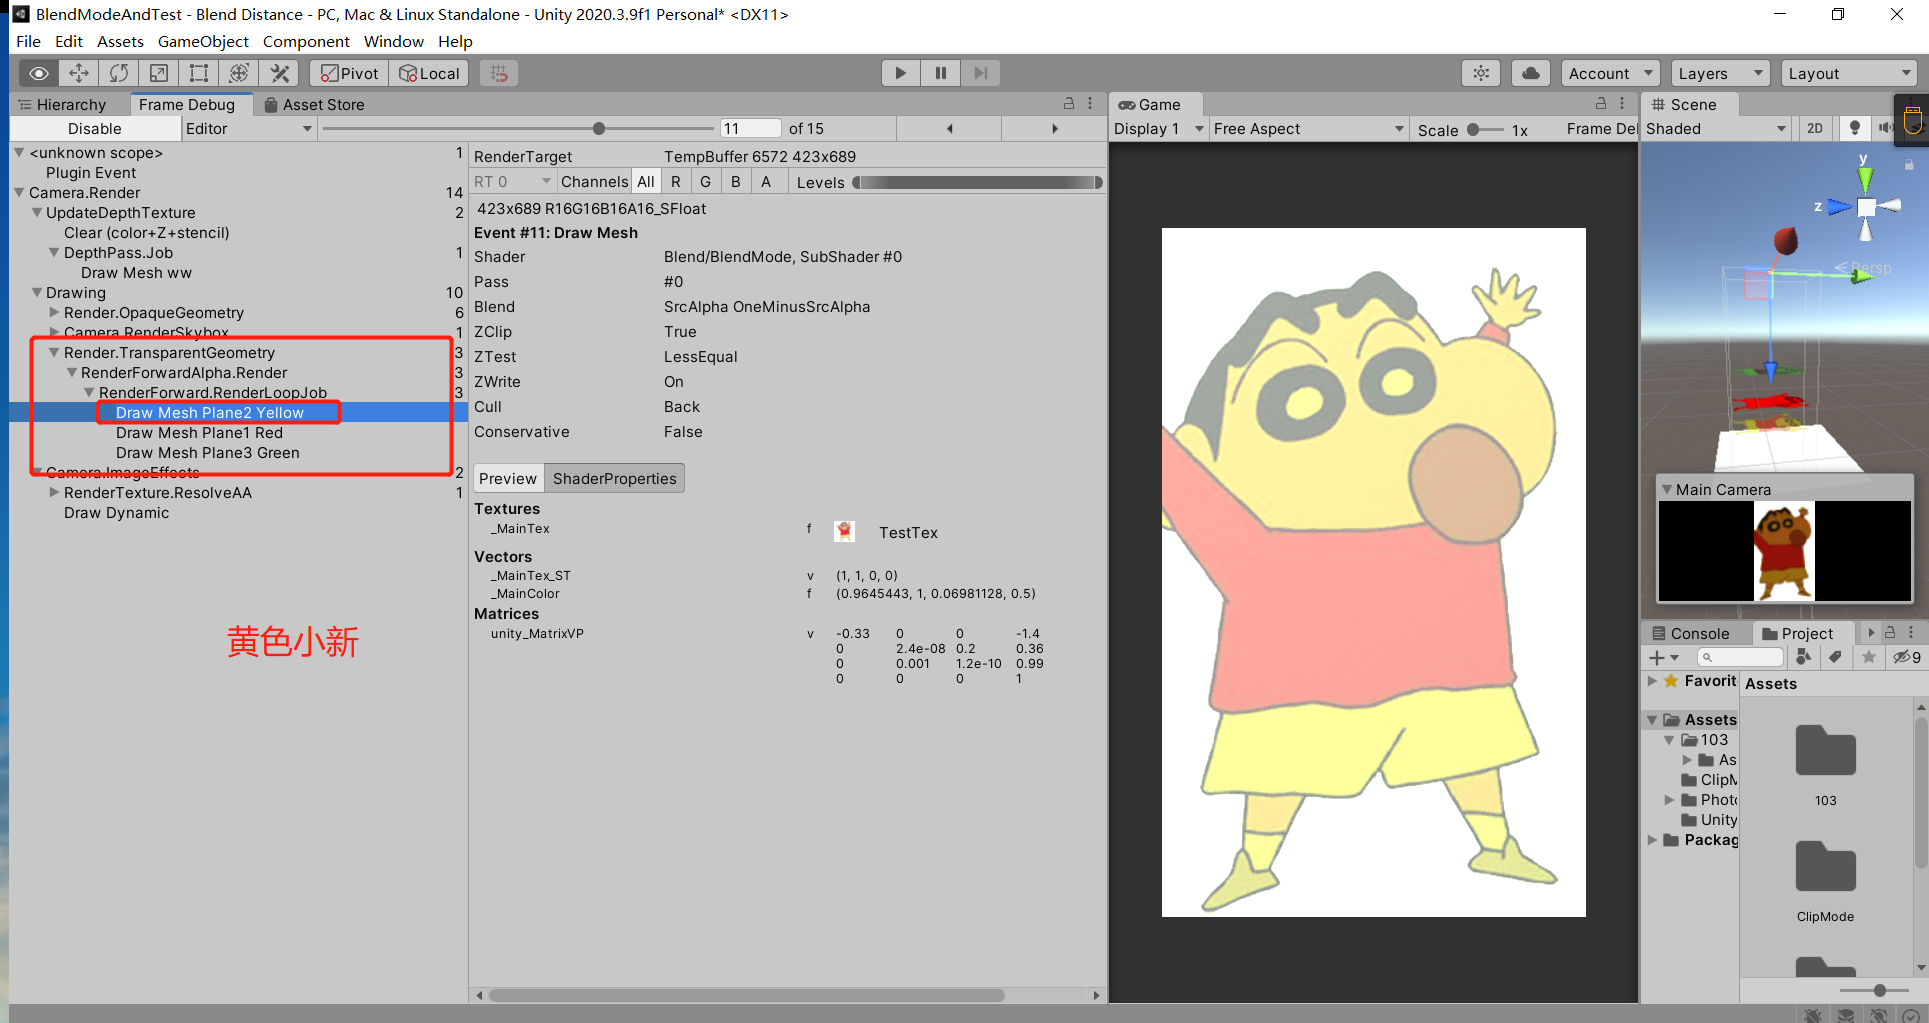 BlendModeAndTest - Blend Distance - PC, Mac & Linux Standalone - Unity 2020.3.9f1 Personal* <DX11>
File Edit Assets GameObject Component Window Help
Pivot Local Account Layers Layout
Hierarchy Frame Debug Asset Store
Disable Editor 11 of 15
<unknown scope> 1
Plugin Event
Camera.Render 14
UpdateDepthTexture 2
Clear (color+Z+stencil)
DepthPass.Job 1
Draw Mesh ww
Drawing 10
Render.OpaqueGeometry 6
Camera.RenderSkybox 1
Render.TransparentGeometry 3
RenderForwardAlpha.Render 3
RenderForward.RenderLoopJob 3
Draw Mesh Plane2 Yellow
Draw Mesh Plane1 Red
Draw Mesh Plane3 Green
Camera.ImageEffects 2
RenderTexture.ResolveAA 1
Draw Dynamic
黄色小新
RenderTarget TempBuffer 6572 423x689
RT 0 Channels All R G B A Levels
423x689 R16G16B16A16_SFloat
Event #11: Draw Mesh
Shader Blend/BlendMode, SubShader #0
Pass #0
Blend SrcAlpha OneMinusSrcAlpha
ZClip True
ZTest LessEqual
ZWrite On
Cull Back
Conservative False
Preview ShaderProperties
Textures
_MainTex f TestTex
Vectors
_MainTex_ST v (1, 1, 0, 0)
_MainColor f (0.9645443, 1, 0.06981128, 0.5)
Matrices
unity_MatrixVP v -0.33 0 0 -1.4
0 2.4e-08 0.2 0.36
0 0.001 1.2e-10 0.99
0 0 0 1
Game
Display 1 Free Aspect Scale 1x Frame Del
Scene
Shaded 2D
y
z
Persp
Main Camera
Console Project
9
Favorit
Assets
103
As
ClipM
Photo
Unity
Packag
Assets
103
ClipMode